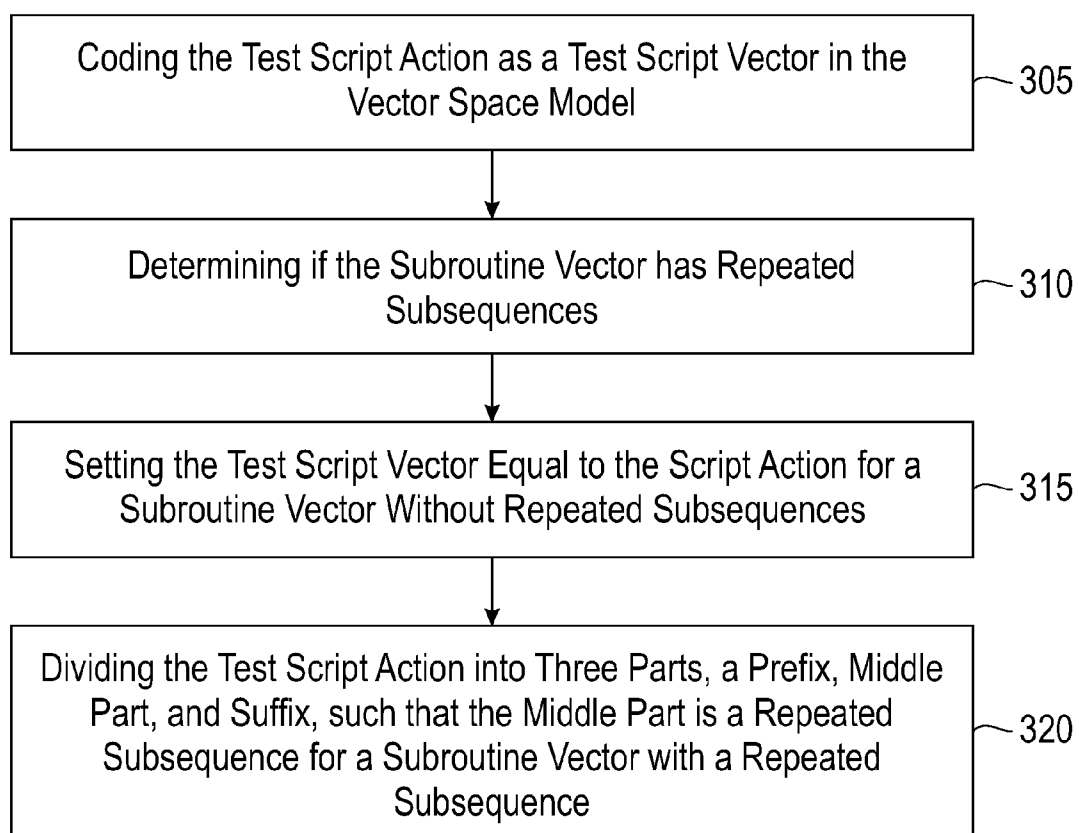 Coding the Test Script Action as a Test Script Vector in the
Vector Space Model
305
Determining if the Subroutine Vector has Repeated
Subsequences
310
Setting the Test Script Vector Equal to the Script Action for a
Subroutine Vector Without Repeated Subsequences
315
Dividing the Test Script Action into Three Parts, a Prefix, Middle
Part, and Suffix, such that the Middle Part is a Repeated
Subsequence for a Subroutine Vector with a Repeated
Subsequence
320